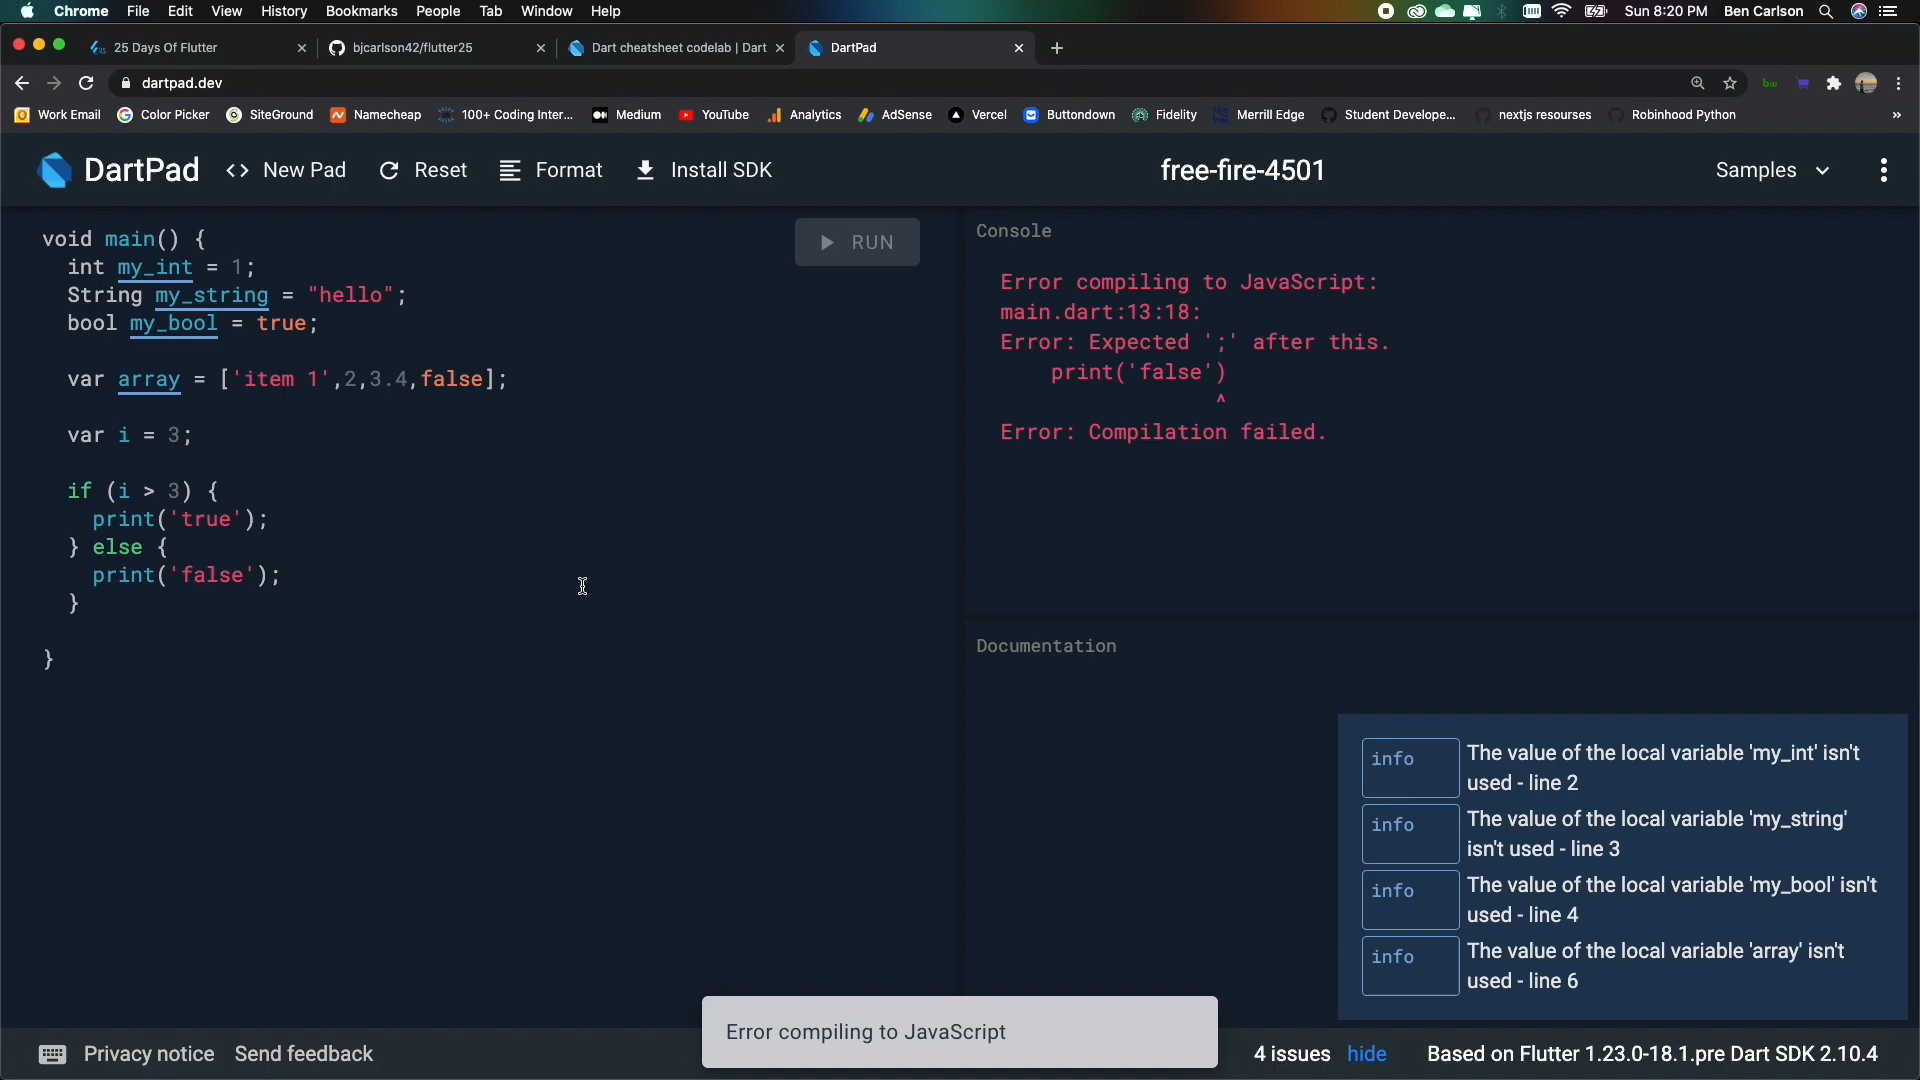 Chrome File Edit View History Bookmarks People Tab Window Help Sun 8:20 PM Ben Carlson
25 Days Of Flutter bjcarlson42/flutter25 Dart cheatsheet codelab | Dart DartPad
dartpad.dev
Work Email Color Picker SiteGround Namecheap 100+ Coding Inter... Medium YouTube Analytics AdSense Vercel Buttondown Fidelity Merrill Edge Student Develope... nextjs resourses Robinhood Python »
DartPad <> New Pad Reset Format Install SDK free-fire-4501 Samples
RUN
void main() {
int my_int = 1;
String my_string = "hello";
bool my_bool = true;
var array = ['item 1',2,3.4,false];
var i = 3;
if (i > 3) {
print('true');
} else {
print('false');
}
}
Console
Error compiling to JavaScript:
main.dart:13:18:
Error: Expected ';' after this.
print('false')
^
Error: Compilation failed.
Documentation
info The value of the local variable 'my_int' isn't
used - line 2
info The value of the local variable 'my_string'
isn't used - line 3
info The value of the local variable 'my_bool' isn't
used - line 4
info The value of the local variable 'array' isn't
used - line 6
Error compiling to JavaScript
Privacy notice Send feedback 4 issues hide Based on Flutter 1.23.0-18.1.pre Dart SDK 2.10.4